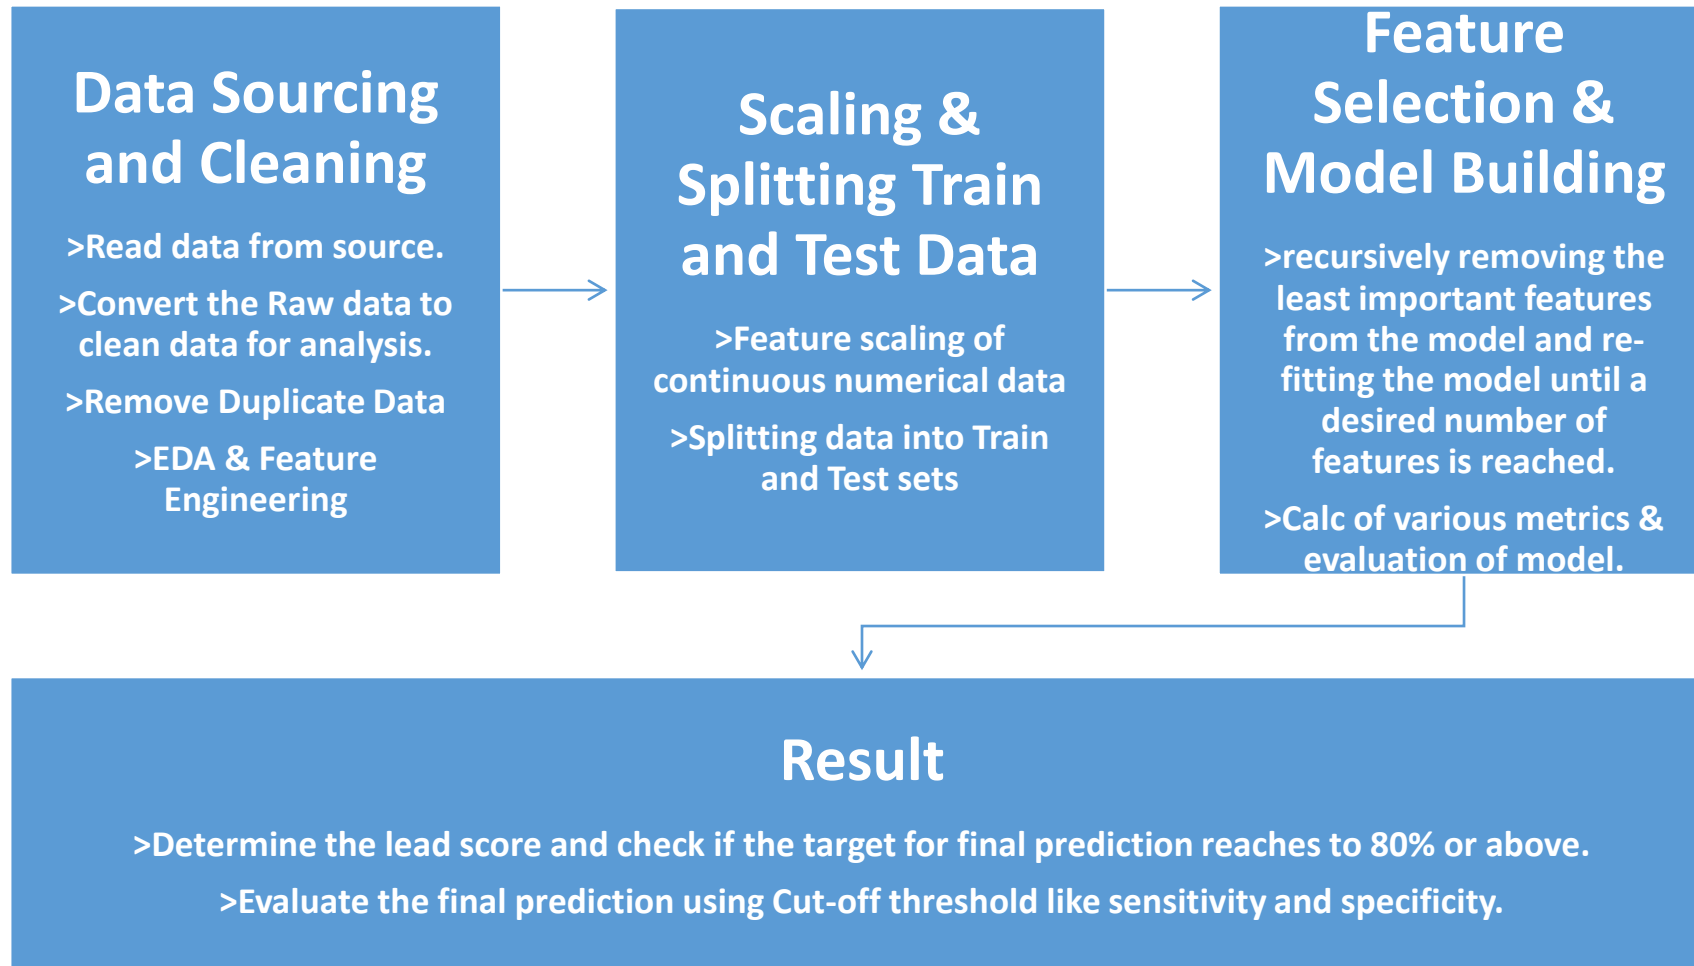 Data Sourcing
and Cleaning
>Read data from source.
>Convert the Raw data to
clean data for analysis.
>Remove Duplicate Data
>EDA & Feature
Engineering
Scaling &
Splitting Train
and Test Data
>Feature scaling of
continuous numerical data
>Splitting data into Train
and Test sets
Feature
Selection &
Model Building
>recursively removing the
least important features
from the model and re-
fitting the model until a
desired number of
features is reached.
>Calc of various metrics &
evaluation of model.
Result
>Determine the lead score and check if the target for final prediction reaches to 80% or above.
>Evaluate the final prediction using Cut-off threshold like sensitivity and specificity.